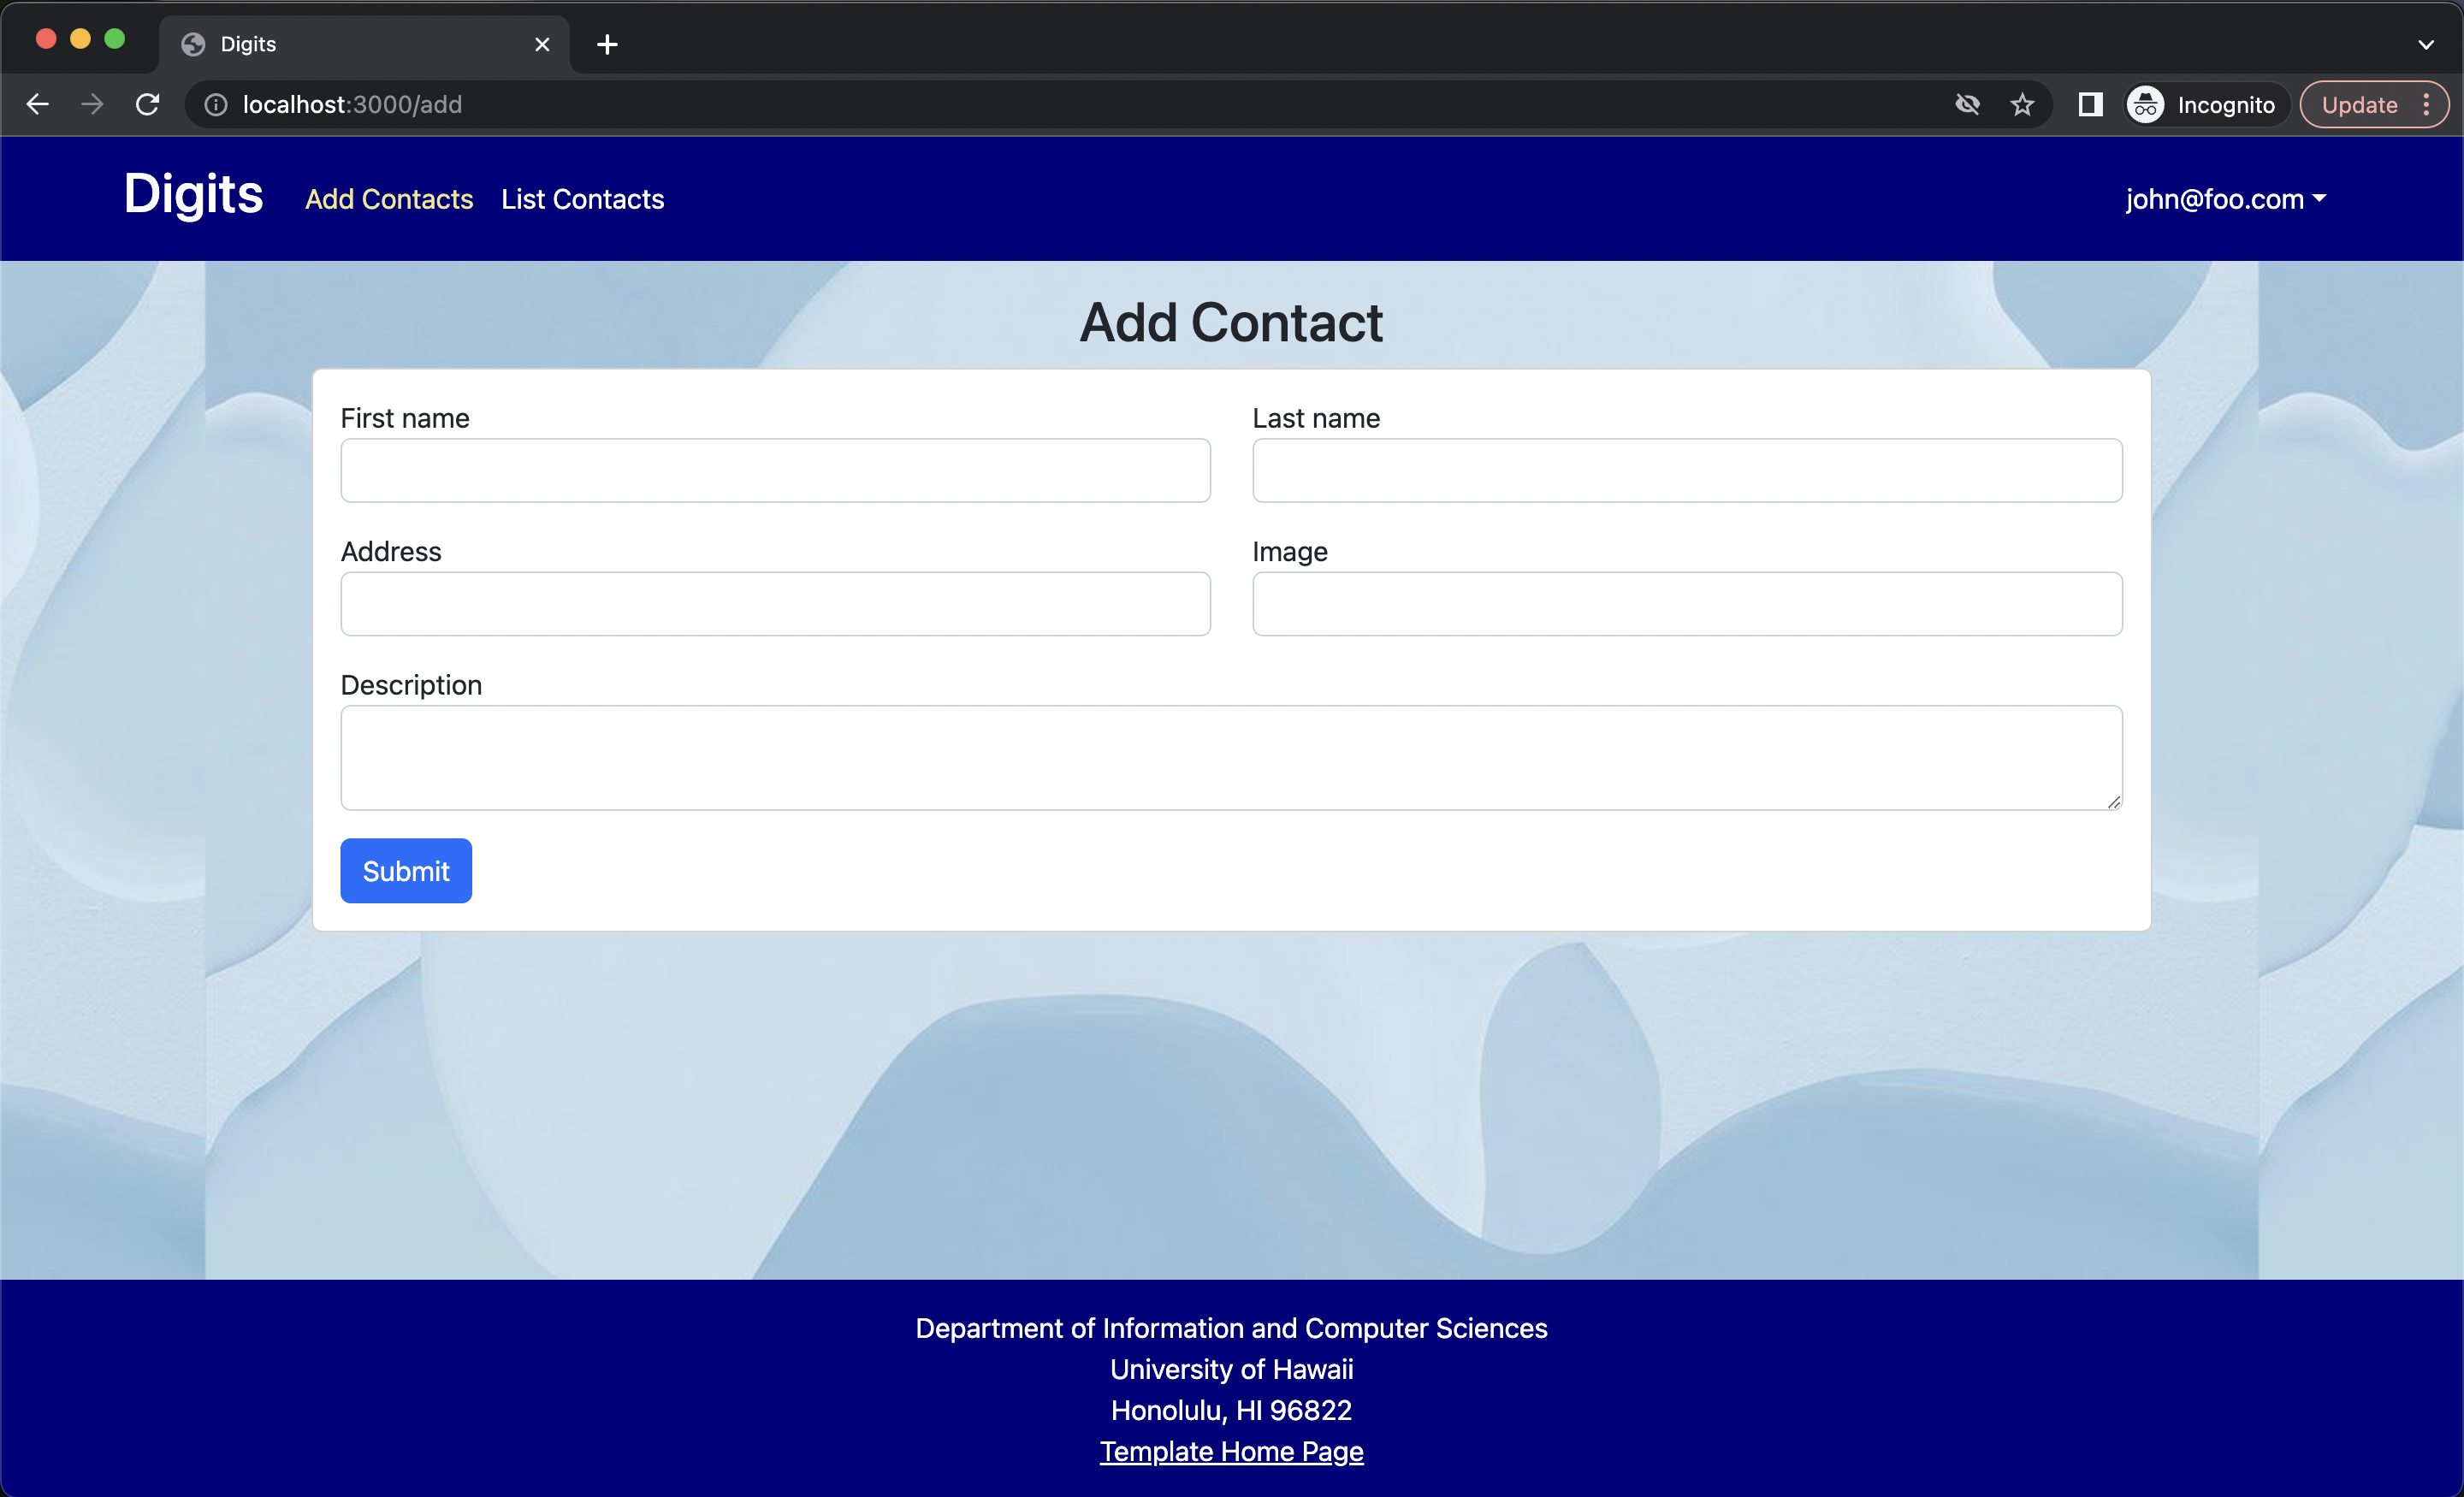 Digits
localhost:3000/add
Incognito
Update
Digits
Add Contacts
List Contacts
john@foo.com
Add Contact
First name
Last name
Address
Image
Description
Submit
Department of Information and Computer Sciences
University of Hawaii
Honolulu, HI 96822
Template Home Page